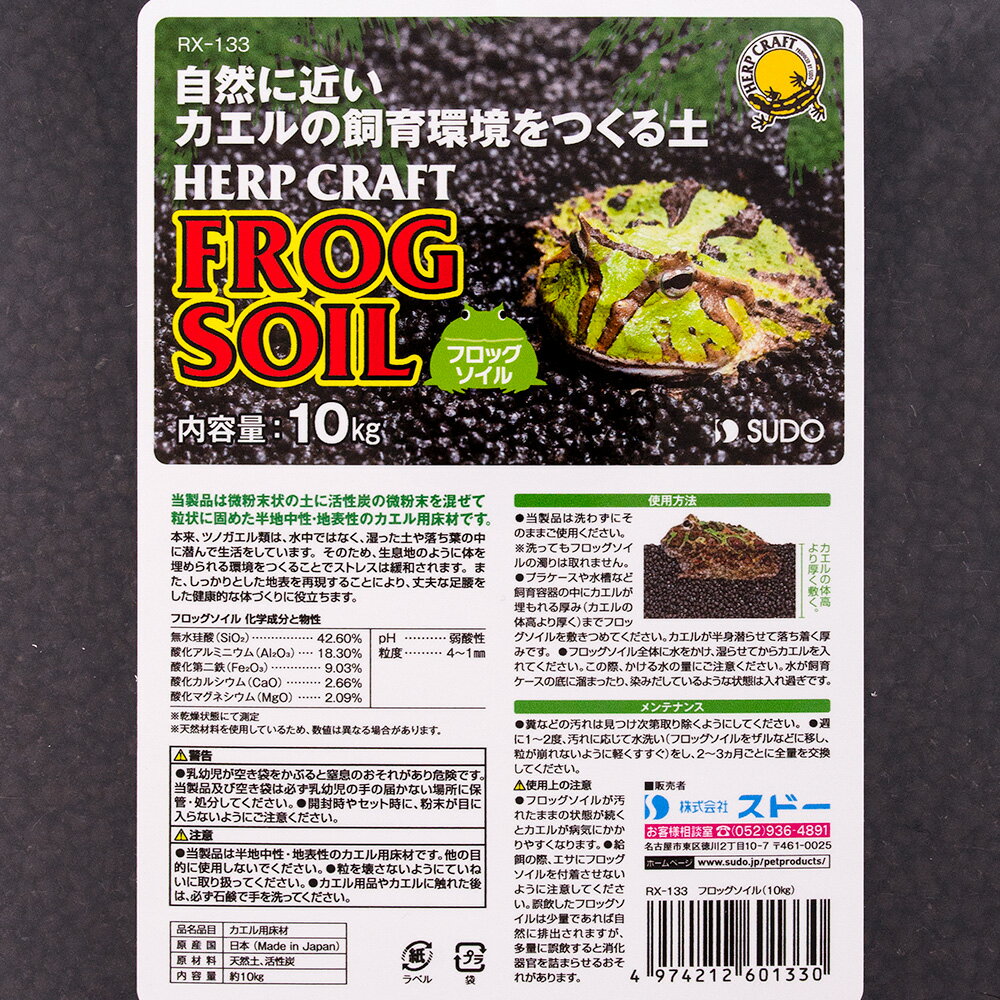 RX-133
自然に近い
カエルの飼育環境をつくる土
HERP CRAFT
HERP CRAFT
FROG
SOIL
フロッグ
ソイル
内容量：10kg
SUDO
当製品は微粉末状の土に活性炭の微粉末を混ぜて
粒状に固めた半地中性・地表性のカエル用床材です。
本来、ツノガエル類は、水中ではなく、湿った土や落ち葉の中
に潜んで生活をしています。そのため、生息地のように体を
埋められる環境をつくることでストレスは緩和されます。ま
た、しっかりとした地表を再現することにより、丈夫な足腰を
した健康的な体づくりに役立ちます。
フロッグソイル 化学成分と物性
無水珪酸(SiO₂) ………… 42.60%
酸化アルミニウム(Al₂O₃) …… 18.30%
酸化第二鉄(Fe₂O₃) ………… 9.03%
酸化カルシウム(CaO) ………… 2.66%
酸化マグネシウム(MgO) ……… 2.09%
pH ……… 弱酸性
粒度 ……… 4〜1㎜
※乾燥状態にて測定
※天然材料を使用しているため、数値は異なる場合があります。
⚠警告
●乳幼児が空き袋をかぶると窒息のおそれがあり危険です。
当製品及び空き袋は必ず乳幼児の手の届かない場所に保
管・処分してください。●開封時やセット時に、粉末が目に
入らないようにご注意ください。
⚠注意
●当製品は半地中性・地表性のカエル用床材です。他の目
的に使用しないでください。●粒を壊さないようにていね
いに取り扱ってください。●カエル用品やカエルに触れた後
は、必ず石鹸で手を洗ってください。
品名品目 カエル用床材
原産国 日本 (Made in Japan)
原材料 天然土、活性炭
内容量 約10kg
紙
ラベル
プラ
袋
使用方法
●当製品は洗わずにそ
のままご使用ください。
※洗ってもフロッグソイ
ルの濁りは取れません。
●プラケースや水槽など
飼育容器の中にカエルが
埋もれる厚み(カエルの
体高より厚く)までフロッ
グソイルを敷きつめてください。カエルが半身潜らせて落ち着く厚
みです。●フロッグソイル全体に水をかけ、湿らせてからカエルを入
れてください。この際、かける水の量にご注意ください。水が飼育
ケースの底に溜まったり、染みだしているような状態は入れ過ぎです。
カエルの体高
より厚く敷く。
メンテナンス
●糞などの汚れは見つけ次第取り除くようにしてください。●週
に1〜2度、汚れに応じて水洗い(フロッグソイルをザルなどに移し、
粒が崩れないように軽くすすぐ)をし、2〜3ヵ月ごとに全量を交換
してください。
⚠使用上の注意
●フロッグソイルが汚
れたままの状態が続く
とカエルが病気にかか
りやすくなります。●給
餌の際、エサにフロッグ
ソイルを付着させない
ように注意してくださ
い。誤飲したフロッグソ
イルは少量であれば自
然に排出されますが、
多量に誤飲すると消化
器官を詰まらせるおそ
れがあります。
■販売者
株式会社 スドー
お客様相談室☎(052)936-4891
名古屋市東区徳川2丁目10-7 〒461-0025
ホームページ www.sudo.jp/petproducts/
RX-133 フロッグソイル(10kg)
4 974212 601330